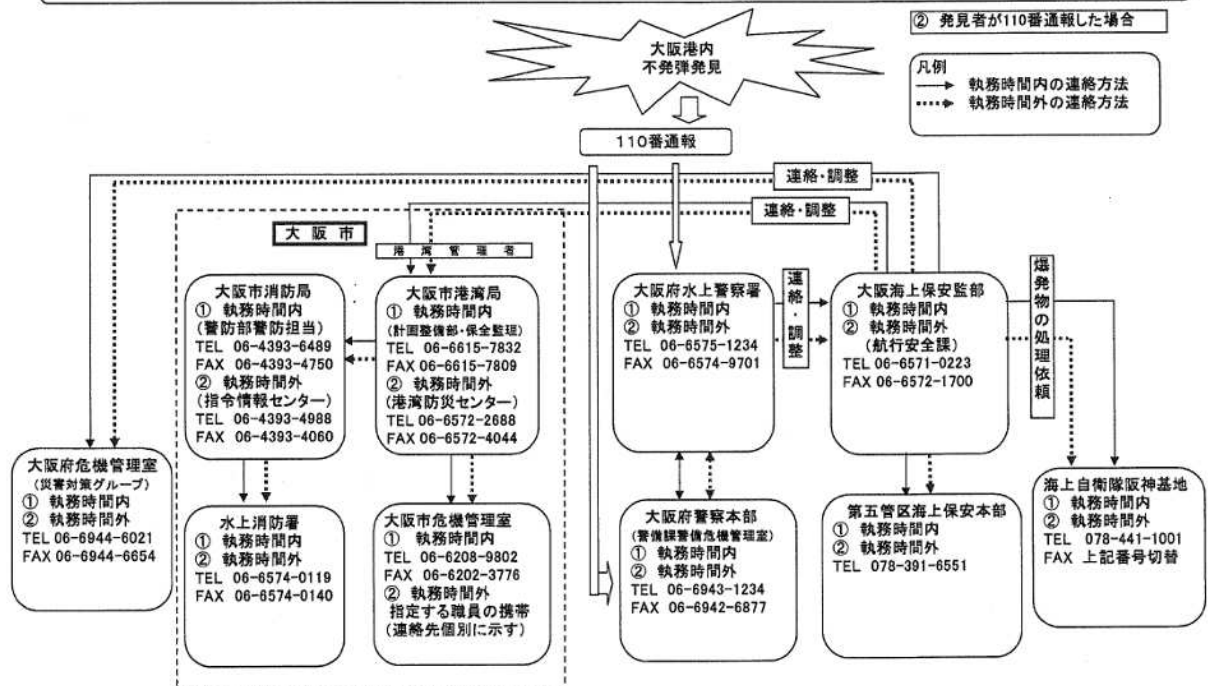 ② 発見者が110番通報した場合
大阪港内
不発弾発見
凡例
執務時間内の連絡方法
執務時間外の連絡方法
110番通報
連絡・調整
連絡・調整
大阪市
港湾管理者
大阪市消防局
① 執務時間内
(警防部警防担当)
TEL 06-4393-6489
FAX 06-4393-4750
② 執務時間外
(指令情報センター)
TEL 06-4393-4988
FAX 06-4393-4060
大阪市港湾局
① 執務時間内
(計画整備部・保全監理)
TEL 06-6615-7832
FAX 06-6615-7809
② 執務時間外
(港湾防災センター)
TEL 06-6572-2688
FAX 06-6572-4044
大阪府水上警察署
① 執務時間内
② 執務時間外
TEL 06-6575-1234
FAX 06-6574-9701
連絡・調整
大阪海上保安監部
① 執務時間内
② 執務時間外
(航行安全課)
TEL 06-6571-0223
FAX 06-6572-1700
爆発物の処理依頼
大阪府危機管理室
(災害対策グループ)
① 執務時間内
② 執務時間外
TEL 06-6944-6021
FAX 06-6944-6654
水上消防署
① 執務時間内
② 執務時間外
TEL 06-6574-0119
FAX 06-6574-0140
大阪市危機管理室
① 執務時間内
TEL 06-6208-9802
FAX 06-6202-3776
② 執務時間外
指定する職員の携帯
(連絡先個別に示す)
大阪府警察本部
(警備課警備危機管理室)
① 執務時間内
② 執務時間外
TEL 06-6943-1234
FAX 06-6942-6877
第五管区海上保安本部
① 執務時間内
② 執務時間外
TEL 078-391-6551
海上自衛隊阪神基地
① 執務時間内
② 執務時間外
TEL 078-441-1001
FAX 上記番号切替